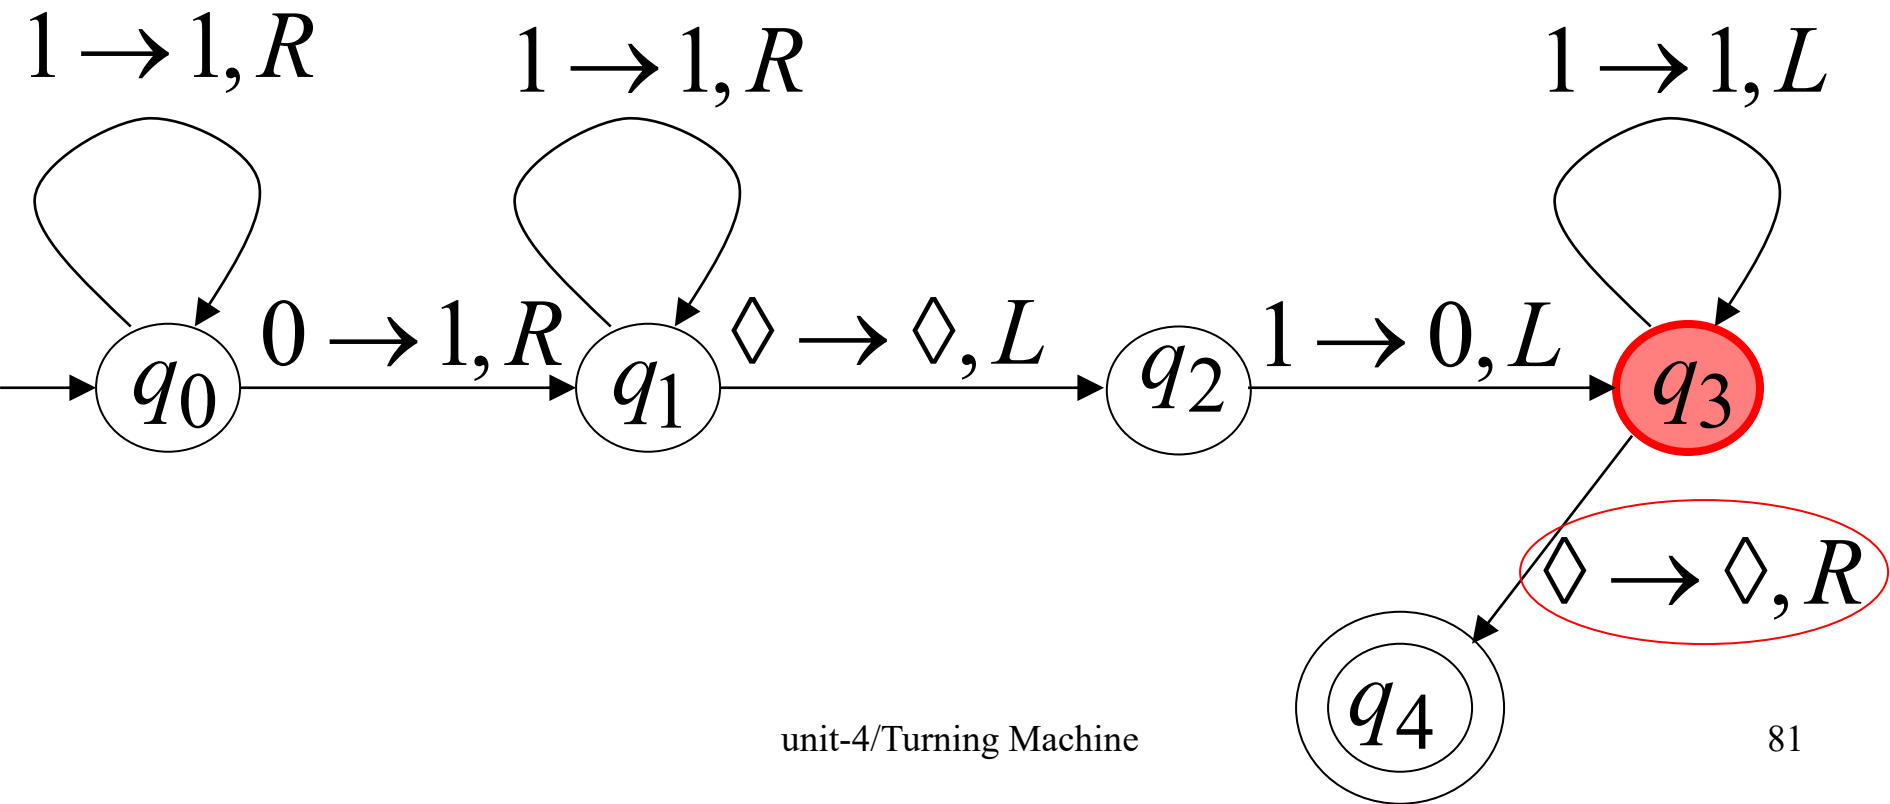 1 → 1, R
1 → 1, R
1 → 1, L
0 → 1, R
◊ → ◊, L
1 → 0, L
q0
q1
q2
q3
◊ → ◊, R
q4
unit-4/Turning Machine
81